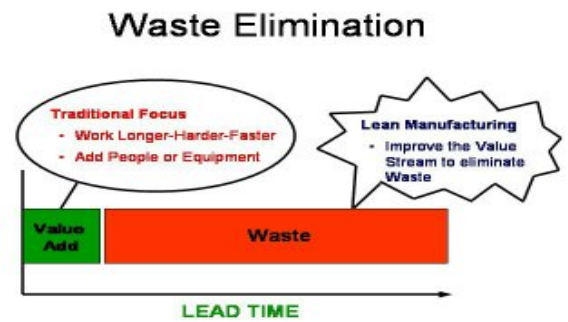 Waste Elimination
Traditional Focus
- Work Longer-Harder-Faster
- Add People or Equipment
Lean Manufacturing
- Improve the Value
Stream to eliminate
Waste
Value
Add
Waste
LEAD TIME